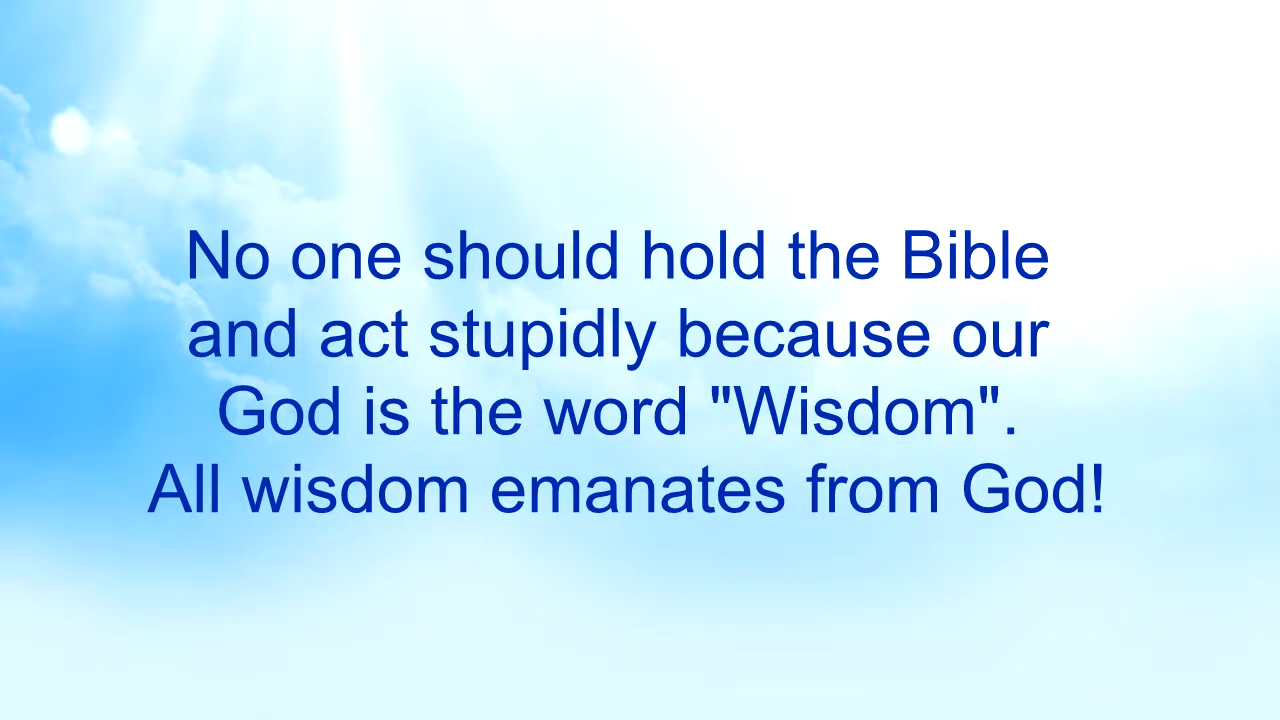 No one should hold the Bible
and act stupidly because our
God is the word "Wisdom".
All wisdom emanates from God!